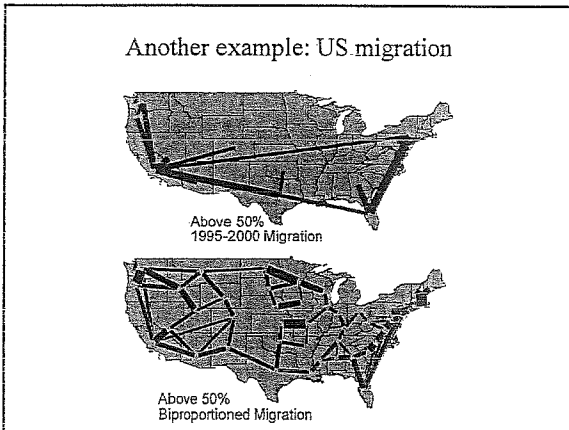 Another example: US migration
Above 50%
1995-2000 Migration
Above 50%
Biproportioned Migration